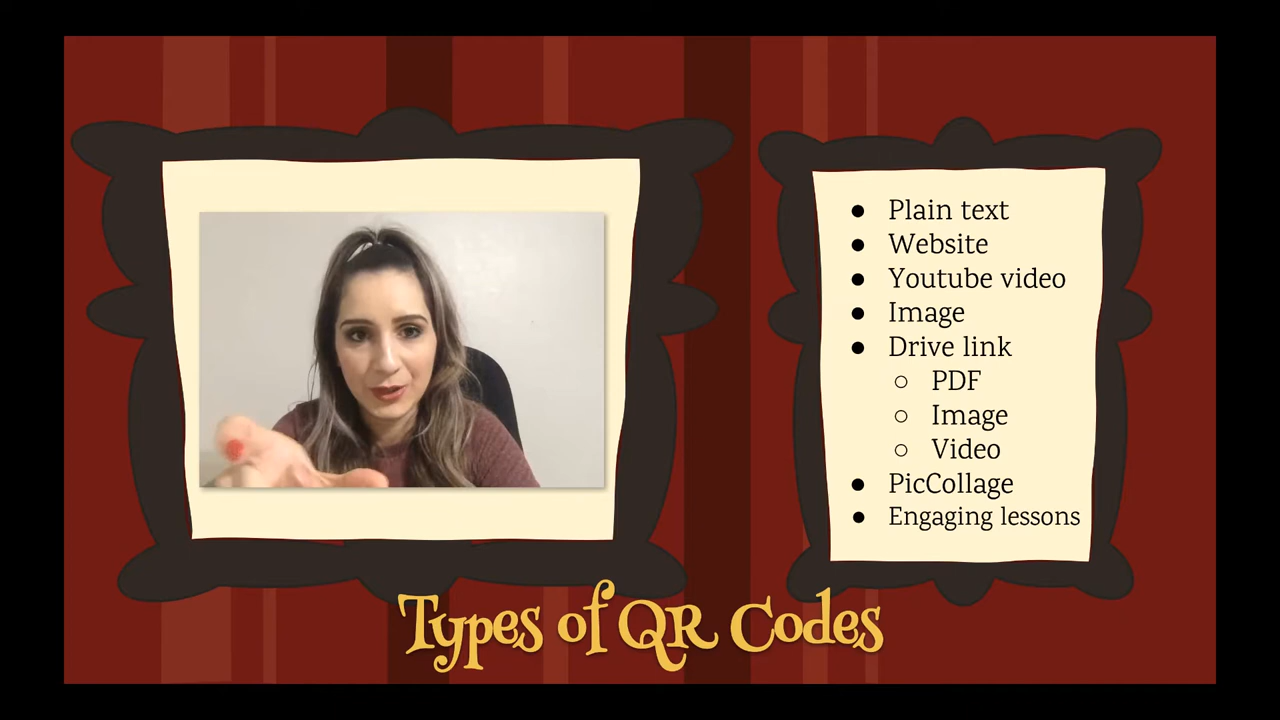 Plain text
Website
Youtube video
Image
Drive link
PDF
Image
Video
PicCollage
Engaging lessons
Types of QR Codes